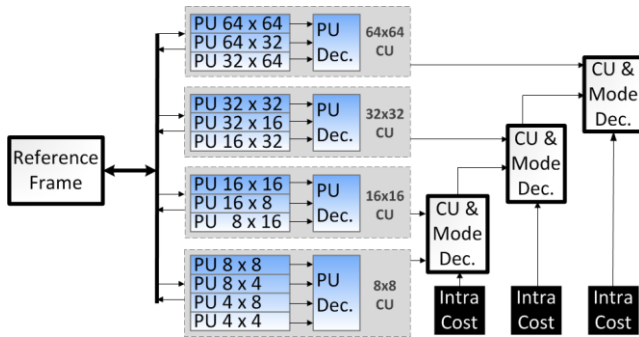 PU 64 x 64
PU 64 x 32
PU 32 x 64
PU
Dec.
64x64
CU
PU 32 x 32
PU 32 x 16
PU 16 x 32
PU
Dec.
32x32
CU
PU 16 x 16
PU 16 x 8
PU 8 x 16
PU
Dec.
16x16
CU
PU 8 x 8
PU 8 x 4
PU 4 x 8
PU 4 x 4
PU
Dec.
8x8
CU
Reference
Frame
CU &
Mode
Dec.
CU &
Mode
Dec.
CU &
Mode
Dec.
Intra
Cost
Intra
Cost
Intra
Cost